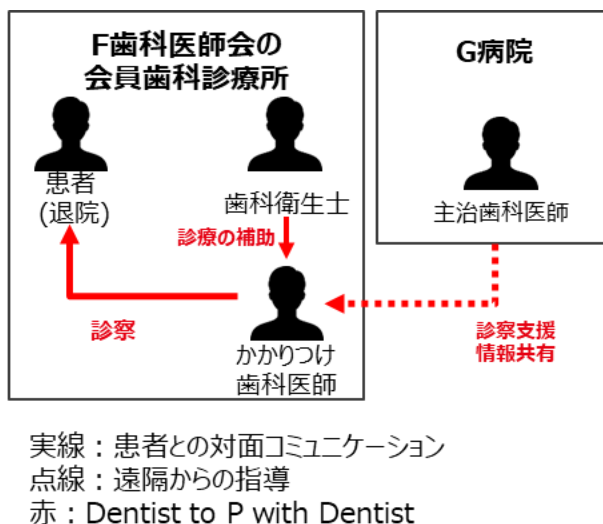 F歯科医師会の
会員歯科診療所
患者
(退院)
歯科衛生士
診療の補助
診察
かかりつけ
歯科医師
G病院
主治歯科医師
診察支援
情報共有
実線：患者との対面コミュニケーション
点線：遠隔からの指導
赤：Dentist to P with Dentist